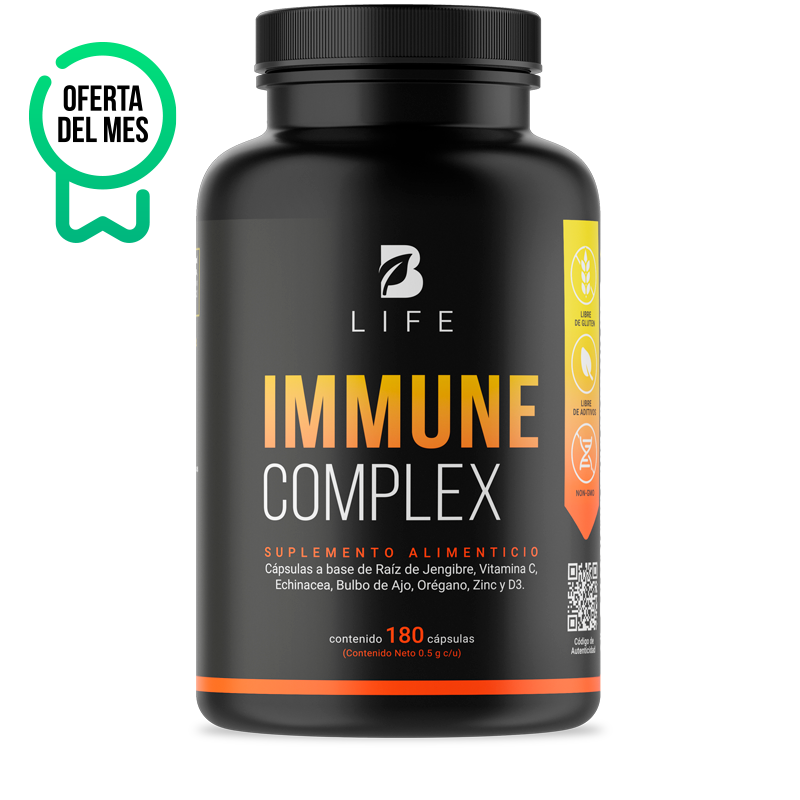 OFERTA
DEL MES
B
LIFE
IMMUNE
COMPLEX
SUPLEMENTO ALIMENTICIO
Cápsulas a base de Raíz de Jengibre, Vitamina C,
Echinacea, Bulbo de Ajo, Orégano, Zinc y D3.
contenido 180 cápsulas
(Contenido Neto 0.5 g c/u)
LIBRE
DE GLUTEN
LIBRE
DE ADITIVOS
NON-GMO
Código de
Autenticidad